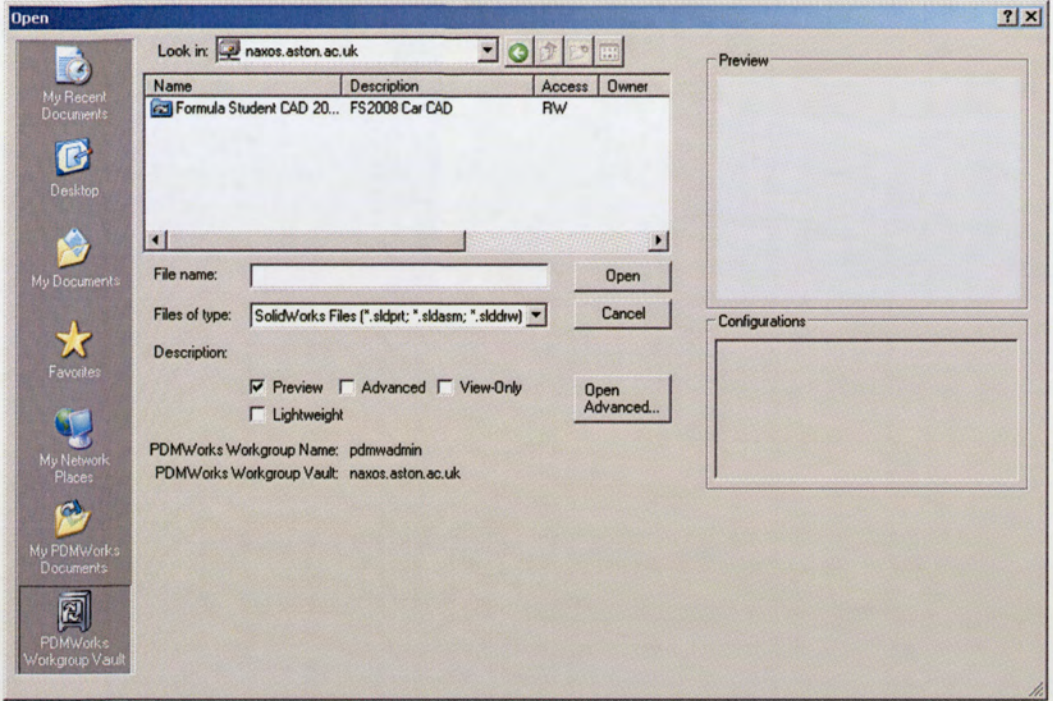 Open
My Recent
Documents
Desktop
My Documents
Favorites
My Network
Places
My PDMWorks
Documents
PDMWorks
Workgroup Vault
Look in: naxos.aston.ac.uk
Name Description Access Owner
Formula Student CAD 20... FS2008 Car CAD RW
File name: Open
Files of type: SolidWorks Files (*.sldprt; *.sldasm; *.slddrw) Cancel
Description:
Preview Advanced View-Only
Lightweight
Open
Advanced...
PDMWorks Workgroup Name: pdmwadmin
PDMWorks Workgroup Vault: naxos.aston.ac.uk
Preview
Configurations